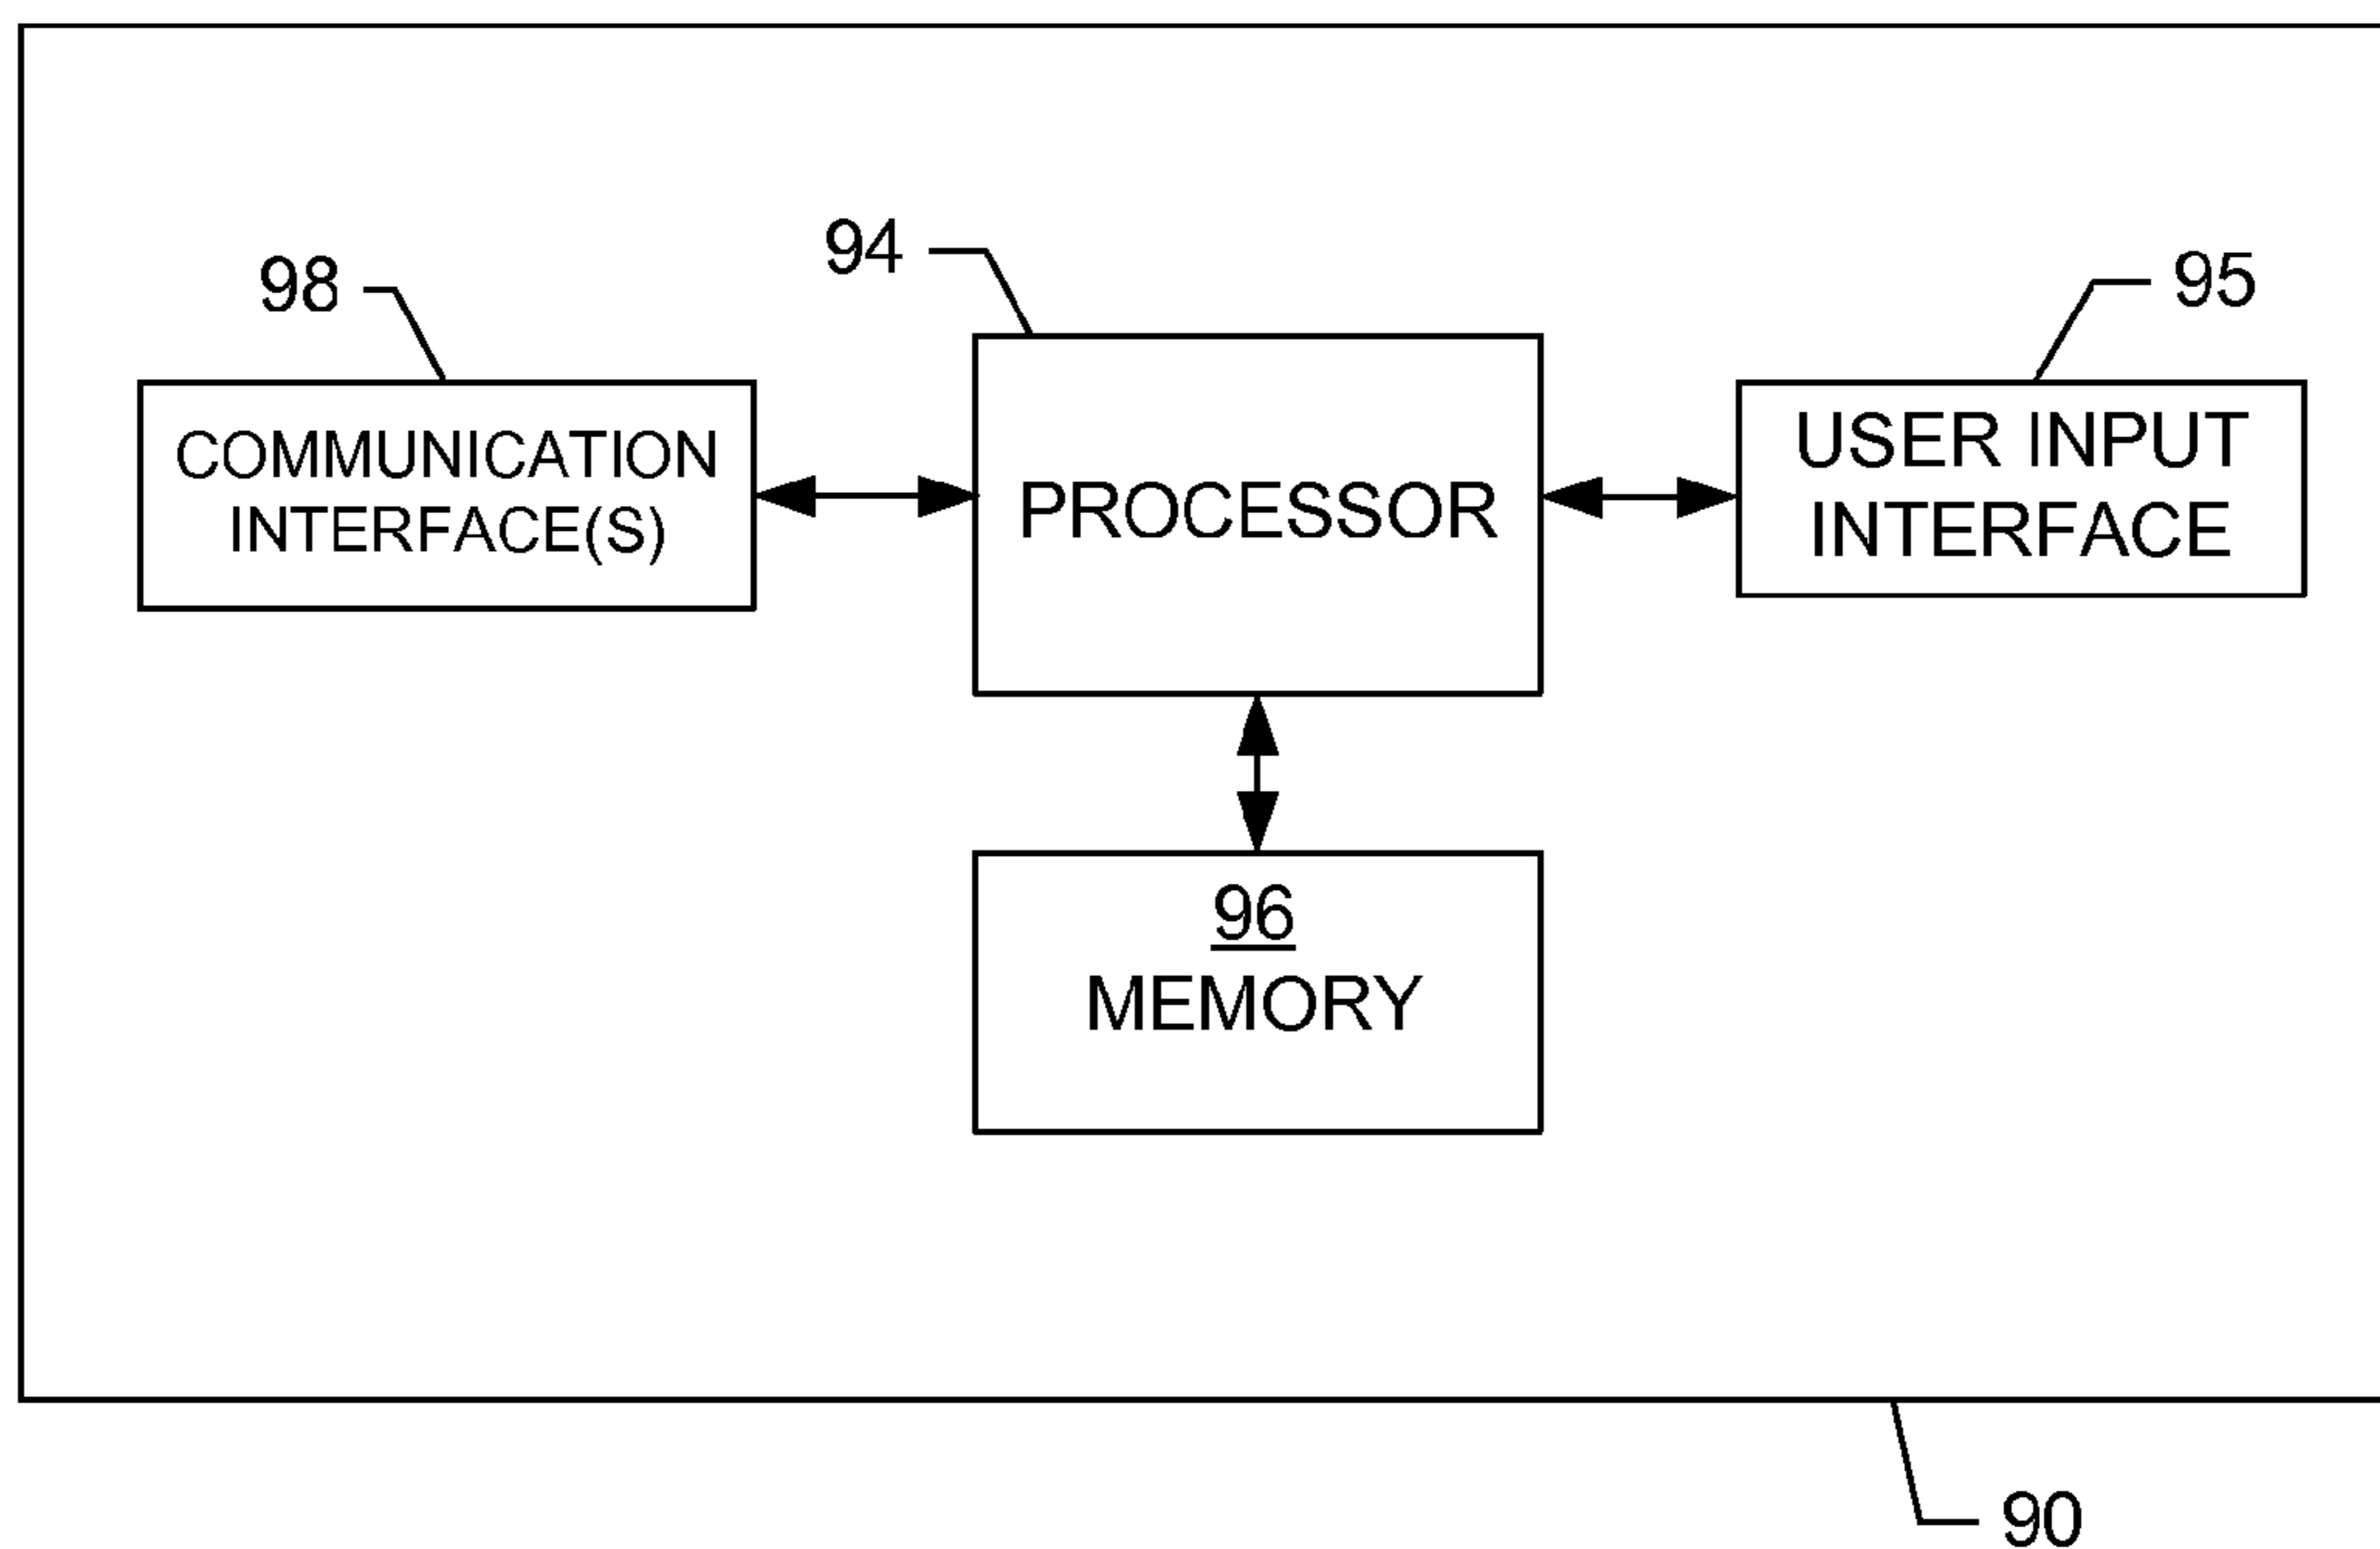 94
98
95
COMMUNICATION
INTERFACE(S)
PROCESSOR
USER INPUT
INTERFACE
96
MEMORY
90